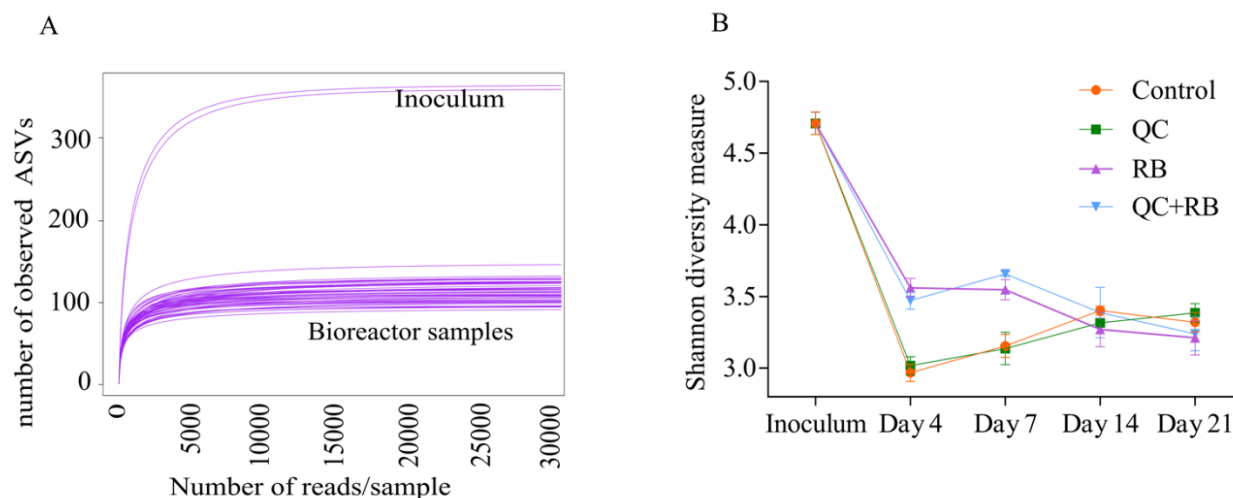 A
number of observed ASVs
300
200
100
0
Inoculum
Bioreactor samples
0
5000
10000
15000
20000
25000
30000
Number of reads/sample
B
Shannon diversity measure
5.0
4.5
4.0
3.5
3.0
Control
QC
RB
QC+RB
Inoculum
Day 4
Day 7
Day 14
Day 21